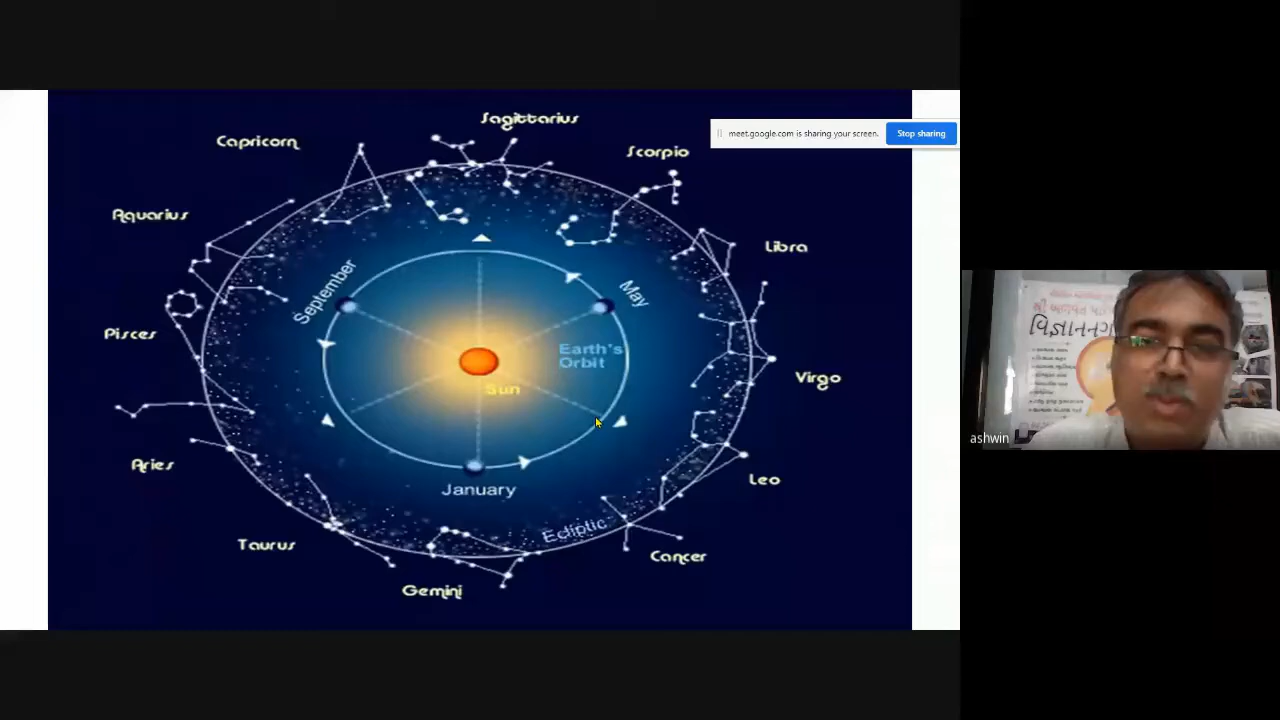 Sagittarius
Capricorn
Scorpio
meet.google.com is sharing your screen.
Stop sharing
Aquarius
Libra
September
May
Pisces
Earth's
Orbit
Sun
Virgo
વિજ્ઞાનનગ
ashwin
Aries
Leo
January
Ecliptic
Taurus
Cancer
Gemini